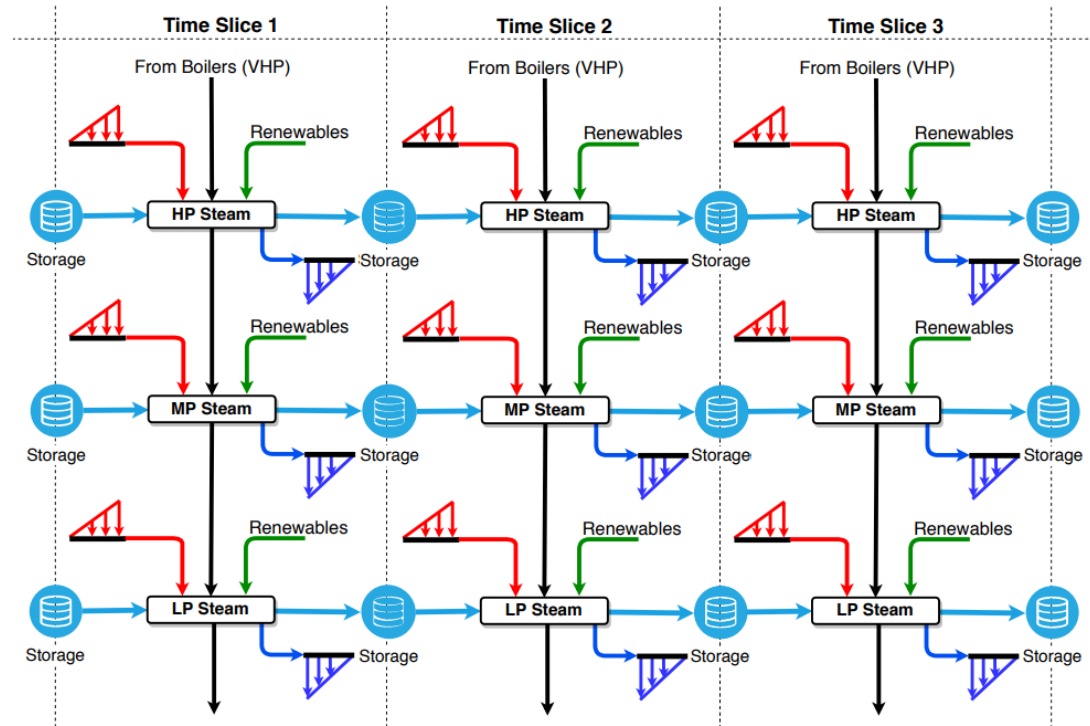 Time Slice 1
Time Slice 2
Time Slice 3
From Boilers (VHP)
From Boilers (VHP)
From Boilers (VHP)
Renewables
Renewables
Renewables
HP Steam
HP Steam
HP Steam
Storage
Storage
Storage
Storage
Renewables
Renewables
Renewables
MP Steam
MP Steam
MP Steam
Storage
Storage
Storage
Storage
Renewables
Renewables
Renewables
LP Steam
LP Steam
LP Steam
Storage
Storage
Storage
Storage